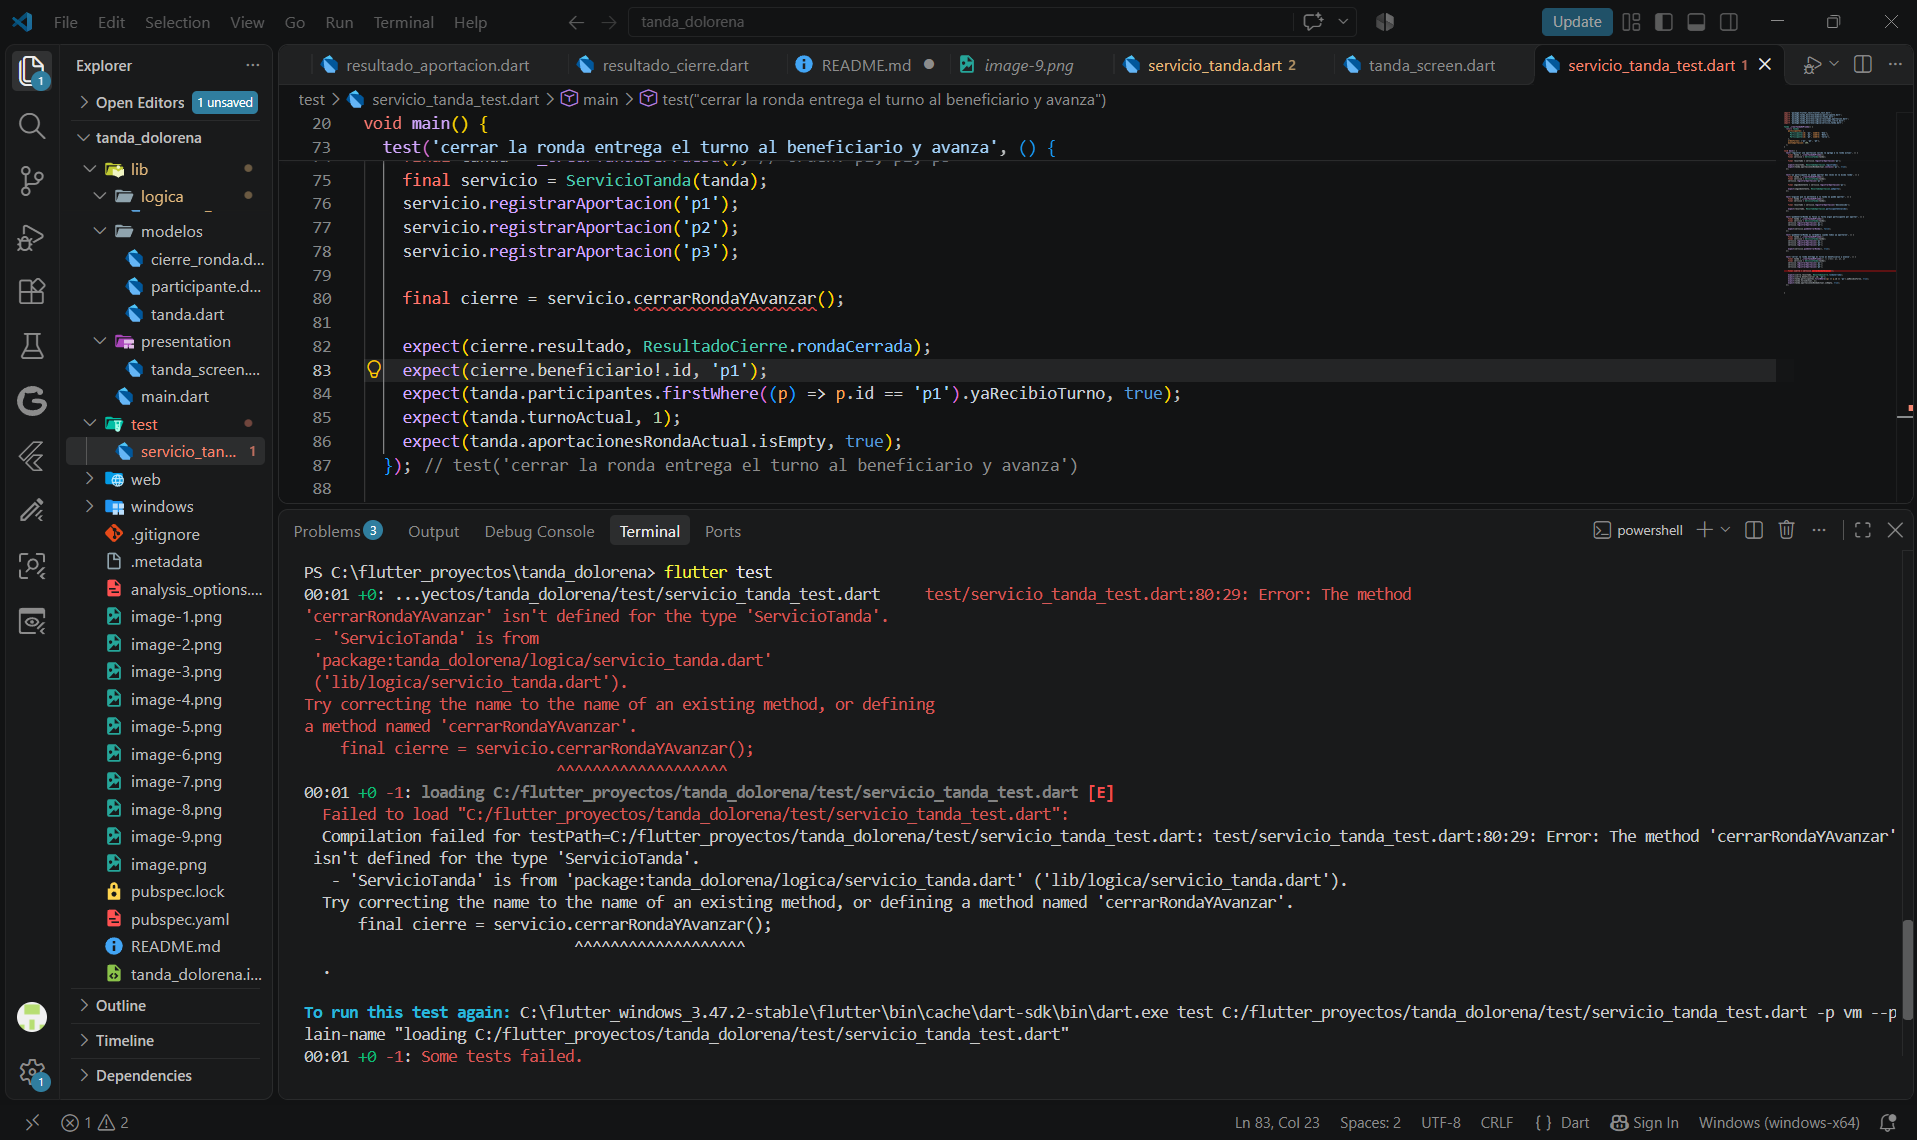 File Edit Selection View Go Run Terminal Help
tanda_dolorena
Update
Explorer
Open Editors 1 unsaved
tanda_dolorena
lib
logica
modelos
cierre_ronda.d...
participante.d...
tanda.dart
presentation
tanda_screen....
main.dart
test
servicio_tan... 1
web
windows
.gitignore
.metadata
analysis_options....
image-1.png
image-2.png
image-3.png
image-4.png
image-5.png
image-6.png
image-7.png
image-8.png
image-9.png
image.png
pubspec.lock
pubspec.yaml
README.md
tanda_dolorena.i...
Outline
Timeline
Dependencies
resultado_aportacion.dart resultado_cierre.dart README.md image-9.png servicio_tanda.dart 2 tanda_screen.dart servicio_tanda_test.dart 1
test > servicio_tanda_test.dart > main > test("cerrar la ronda entrega el turno al beneficiario y avanza")
20 void main() {
73 test('cerrar la ronda entrega el turno al beneficiario y avanza', () {
75 final servicio = ServicioTanda(tanda);
76 servicio.registrarAportacion('p1');
77 servicio.registrarAportacion('p2');
78 servicio.registrarAportacion('p3');
79
80 final cierre = servicio.cerrarRondaYAvanzar();
81
82 expect(cierre.resultado, ResultadoCierre.rondaCerrada);
83 expect(cierre.beneficiario!.id, 'p1');
84 expect(tanda.participantes.firstWhere((p) => p.id == 'p1').yaRecibioTurno, true);
85 expect(tanda.turnoActual, 1);
86 expect(tanda.aportacionesRondaActual.isEmpty, true);
87 }); // test('cerrar la ronda entrega el turno al beneficiario y avanza')
88
Problems 3 Output Debug Console Terminal Ports
powershell
PS C:\flutter_proyectos\tanda_dolorena> flutter test
00:01 +0: ...yectos/tanda_dolorena/test/servicio_tanda_test.dart test/servicio_tanda_test.dart:80:29: Error: The method
'cerrarRondaYAvanzar' isn't defined for the type 'ServicioTanda'.
- 'ServicioTanda' is from
'package:tanda_dolorena/logica/servicio_tanda.dart'
('lib/logica/servicio_tanda.dart').
Try correcting the name to the name of an existing method, or defining
a method named 'cerrarRondaYAvanzar'.
final cierre = servicio.cerrarRondaYAvanzar();
^^^^^^^^^^^^^^^^^^^
00:01 +0 -1: loading C:/flutter_proyectos/tanda_dolorena/test/servicio_tanda_test.dart [E]
Failed to load "C:/flutter_proyectos/tanda_dolorena/test/servicio_tanda_test.dart":
Compilation failed for testPath=C:/flutter_proyectos/tanda_dolorena/test/servicio_tanda_test.dart: test/servicio_tanda_test.dart:80:29: Error: The method 'cerrarRondaYAvanzar'
isn't defined for the type 'ServicioTanda'.
- 'ServicioTanda' is from 'package:tanda_dolorena/logica/servicio_tanda.dart' ('lib/logica/servicio_tanda.dart').
Try correcting the name to the name of an existing method, or defining a method named 'cerrarRondaYAvanzar'.
final cierre = servicio.cerrarRondaYAvanzar();
^^^^^^^^^^^^^^^^^^^
.
To run this test again: C:\flutter_windows_3.47.2-stable\flutter\bin\cache\dart-sdk\bin\dart.exe test C:/flutter_proyectos/tanda_dolorena/test/servicio_tanda_test.dart -p vm --p
lain-name "loading C:/flutter_proyectos/tanda_dolorena/test/servicio_tanda_test.dart"
00:01 +0 -1: Some tests failed.
1 2 Ln 83, Col 23 Spaces: 2 UTF-8 CRLF { } Dart Sign In Windows (windows-x64)